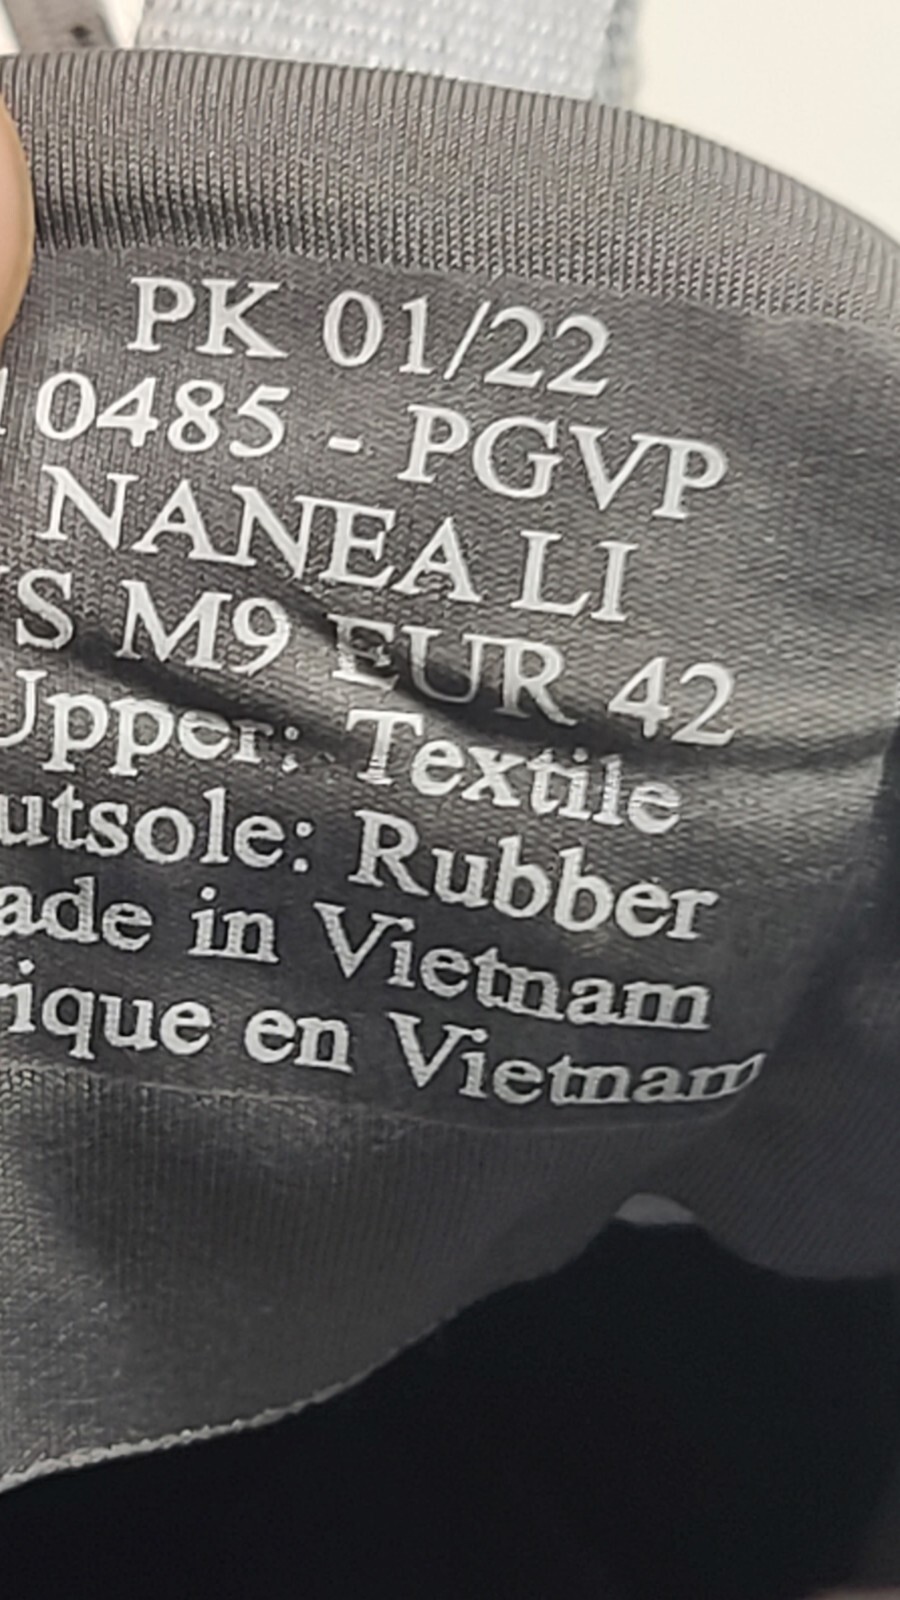 PK 01/22
10485 - PGVP
NANEA LI
S M9 EUR 42
Upper: Textile
utsole: Rubber
ade in Vietnam
rique en Vietnam